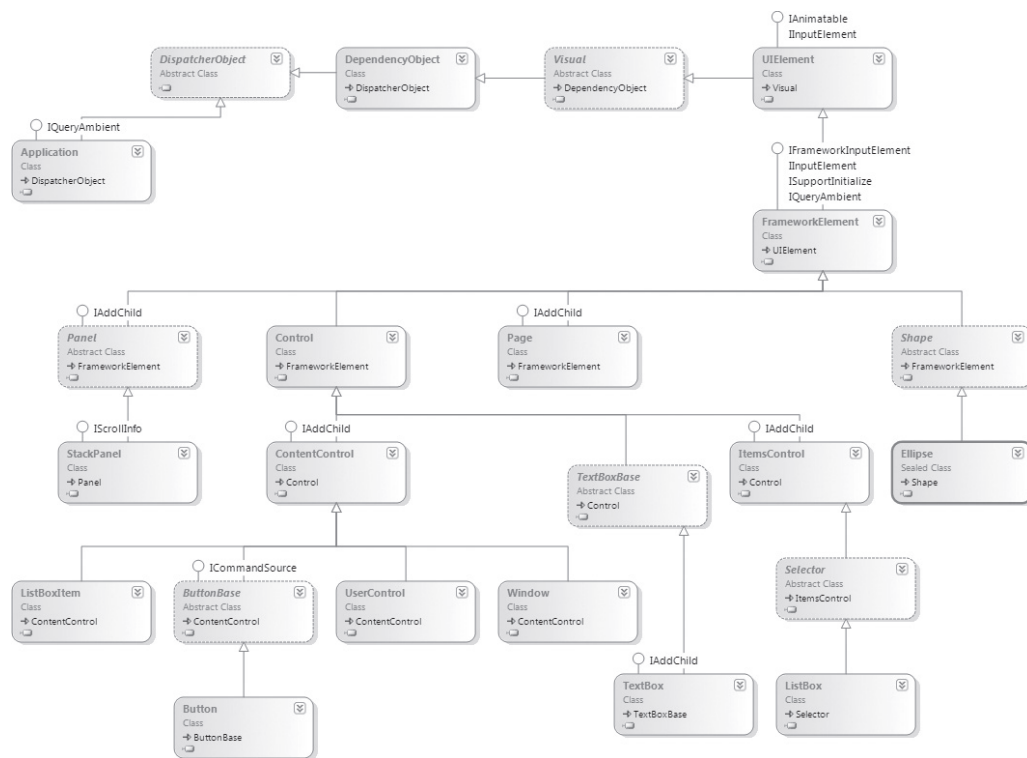 IAnimatable
IInputElement
DispatcherObject
Abstract Class
DependencyObject
Class
DispatcherObject
Visual
Abstract Class
DependencyObject
UIElement
Class
Visual
IQueryAmbient
Application
Class
DispatcherObject
IFrameworkInputElement
IInputElement
ISupportInitialize
IQueryAmbient
FrameworkElement
Class
UIElement
IAddChild
Panel
Abstract Class
FrameworkElement
Control
Class
FrameworkElement
IAddChild
Page
Class
FrameworkElement
Shape
Abstract Class
FrameworkElement
IScrollInfo
StackPanel
Class
Panel
IAddChild
ContentControl
Class
Control
TextBoxBase
Abstract Class
Control
IAddChild
ItemsControl
Class
Control
Ellipse
Sealed Class
Shape
ListBoxItem
Class
ContentControl
ICommandSource
ButtonBase
Abstract Class
ContentControl
UserControl
Class
ContentControl
Window
Class
ContentControl
Selector
Abstract Class
ItemsControl
Button
Class
ButtonBase
IAddChild
TextBox
Class
TextBoxBase
ListBox
Class
Selector